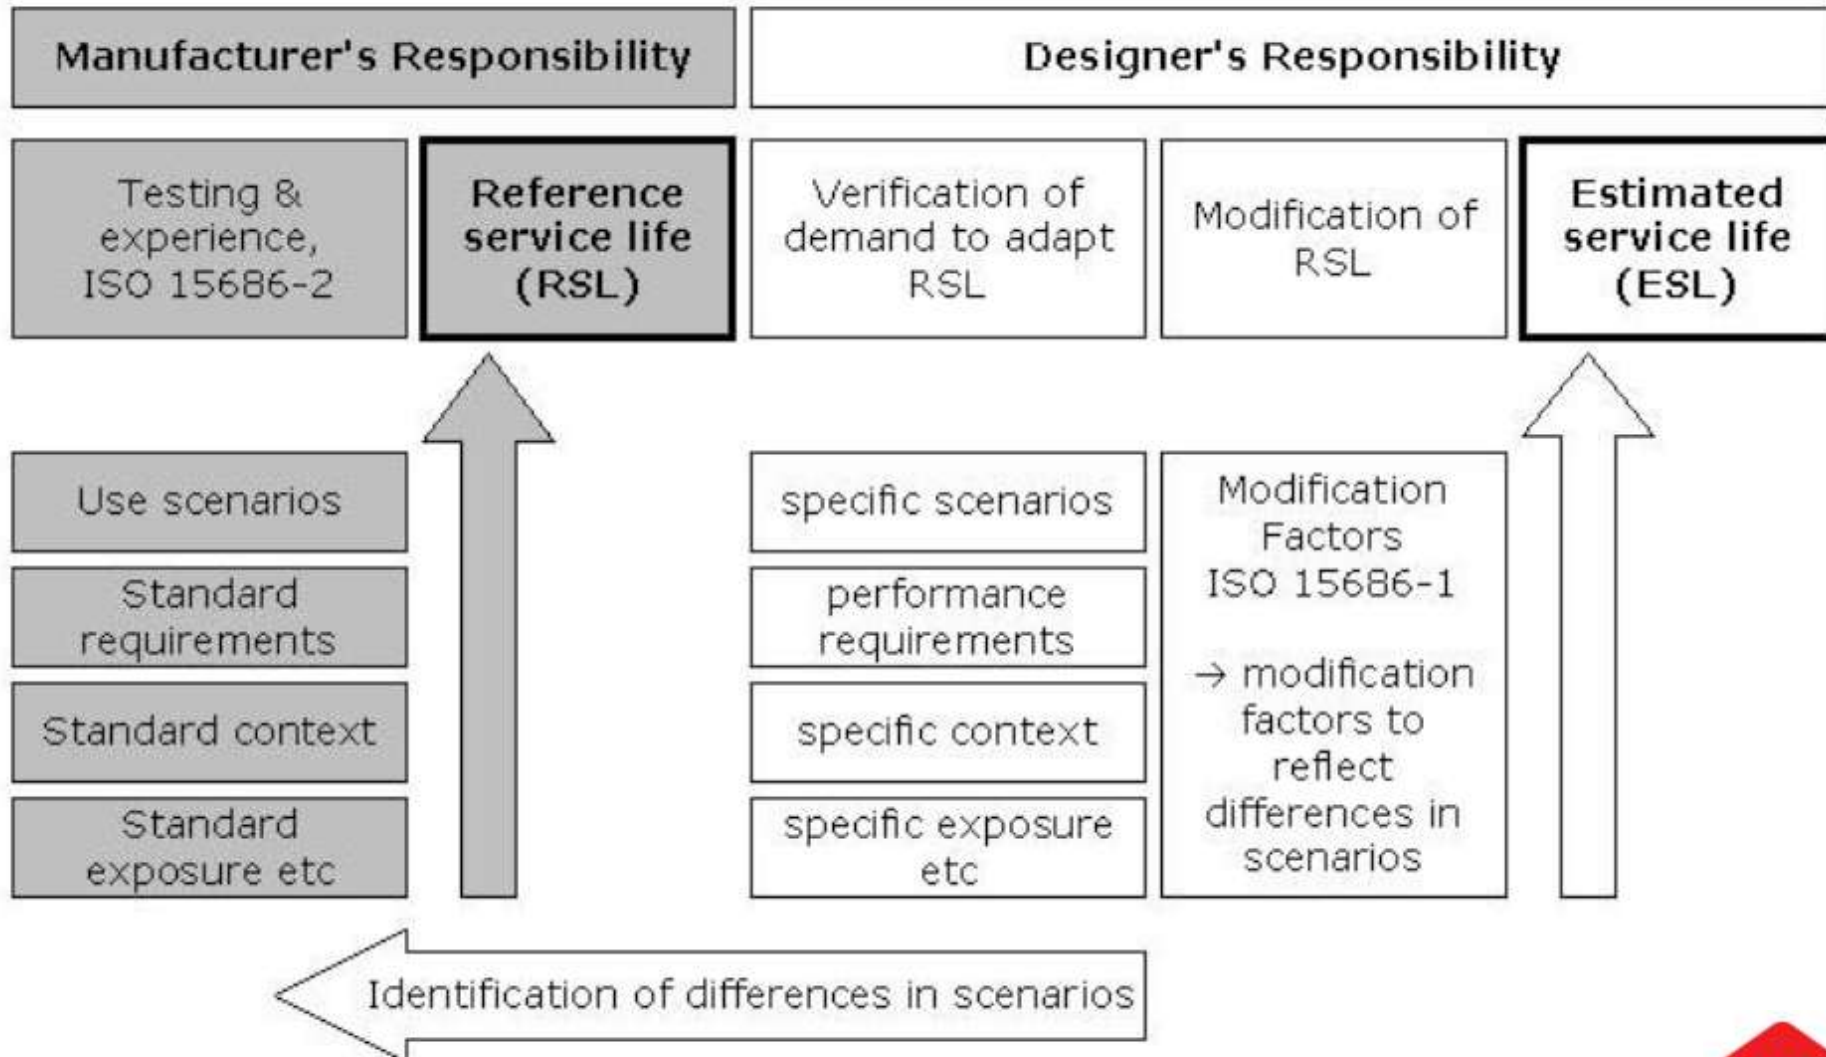 Manufacturer's Responsibility
Designer's Responsibility
Testing &
experience,
ISO 15686-2
Reference
service life
(RSL)
Verification of
demand to adapt
RSL
Modification of
RSL
Estimated
service life
(ESL)
Use scenarios
Standard
requirements
Standard context
Standard
exposure etc
specific scenarios
performance
requirements
specific context
specific exposure
etc
Modification
Factors
ISO 15686-1
→ modification
factors to
reflect
differences in
scenarios
Identification of differences in scenarios